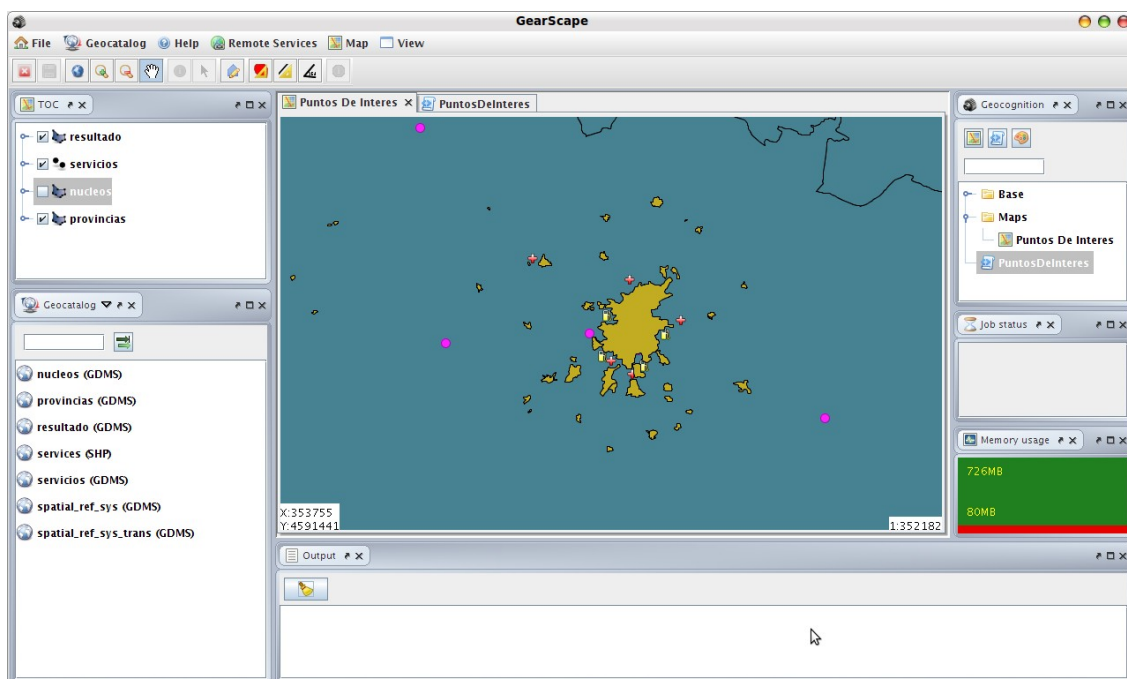 GearScape
File Geocatalog Help Remote Services Map View
TOC
resultado
servicios
nucleos
provincias
Geocatalog
nucleos (GDMS)
provincias (GDMS)
resultado (GDMS)
services (SHP)
servicios (GDMS)
spatial_ref_sys (GDMS)
spatial_ref_sys_trans (GDMS)
Puntos De Interes PuntosDeInteres
X:353755
Y:4591441
1:352182
Output
Geocognition
Base
Maps
Puntos De Interes
PuntosDeInteres
Job status
Memory usage
726MB
80MB